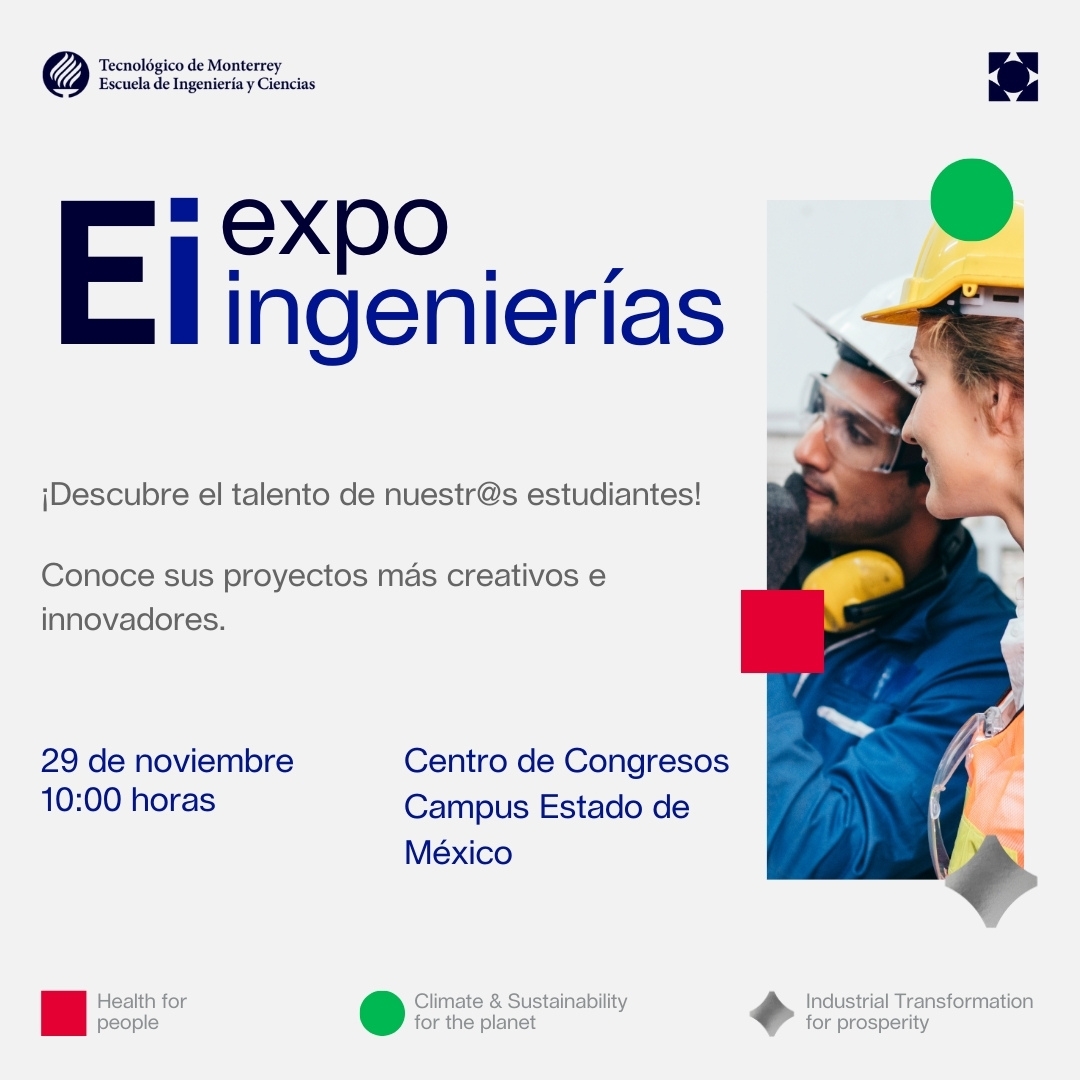 Tecnológico de Monterrey
Escuela de Ingeniería y Ciencias
Ei
expo
ingenierías
¡Descubre el talento de nuestr@s estudiantes!
Conoce sus proyectos más creativos e
innovadores.
29 de noviembre
10:00 horas
Centro de Congresos
Campus Estado de
México
Health for
people
Climate & Sustainability
for the planet
Industrial Transformation
for prosperity